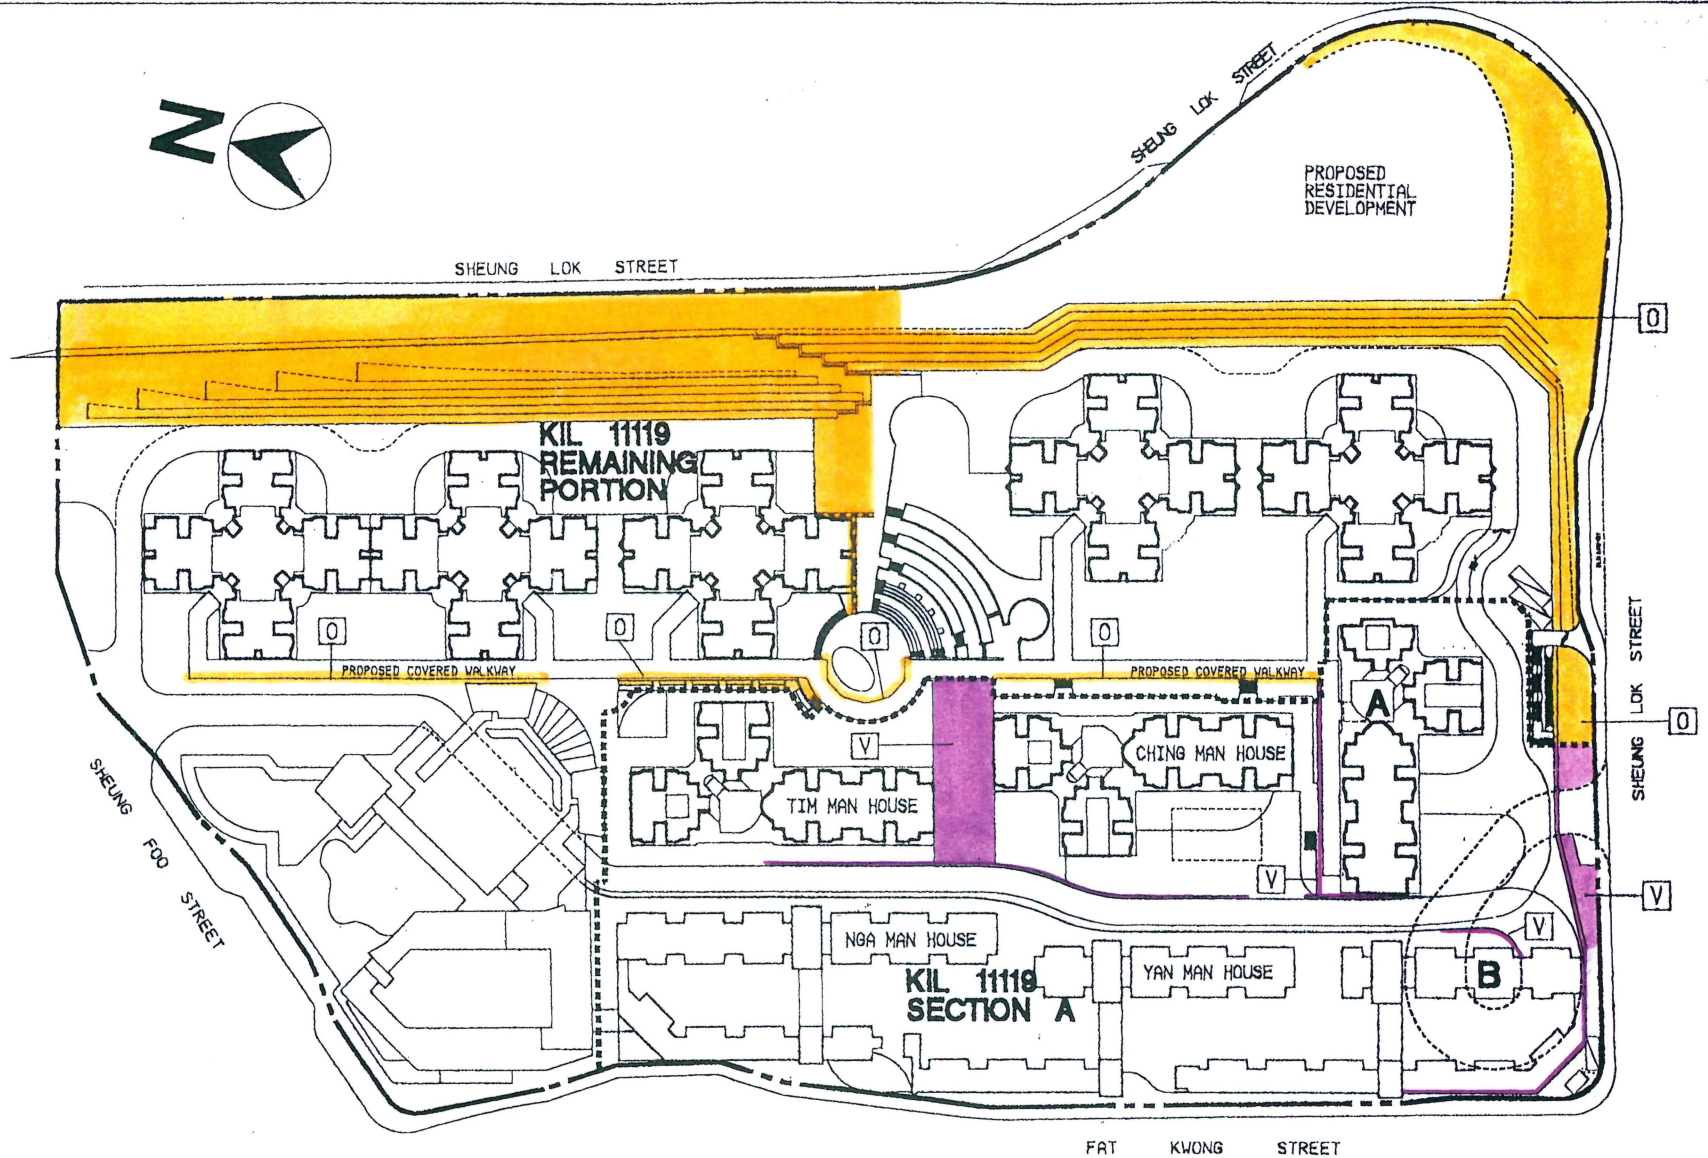 SHEUNG LOK STREET
N
PROPOSED
RESIDENTIAL
DEVELOPMENT
SHEUNG LOK STREET
O
KIL 11119
REMAINING
PORTION
O
O
O
O
PROPOSED COVERED WALKWAY
PROPOSED COVERED WALKWAY
SHEUNG LOK STREET
A
O
V
CHING MAN HOUSE
TIM MAN HOUSE
SHEUNG FOO STREET
V
V
V
NGA MAN HOUSE
YAN MAN HOUSE
B
KIL 11119
SECTION A
FAT KWONG STREET